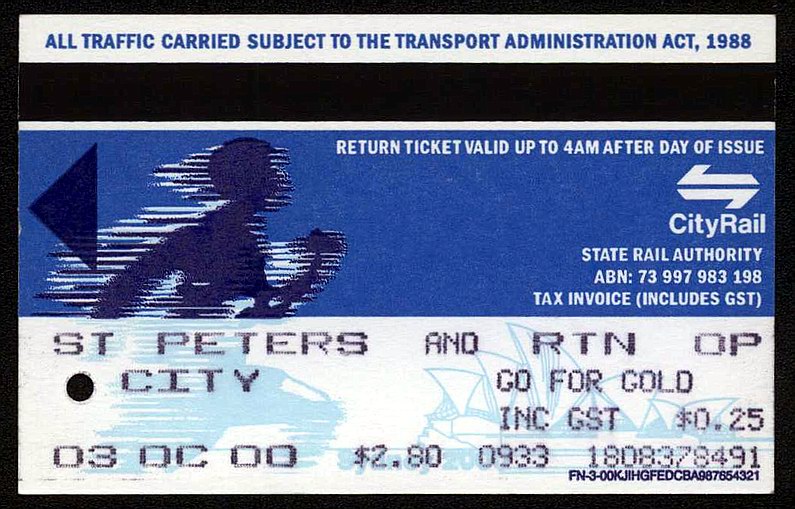 ALL TRAFFIC CARRIED SUBJECT TO THE TRANSPORT ADMINISTRATION ACT, 1988
RETURN TICKET VALID UP TO 4AM AFTER DAY OF ISSUE
CityRail
STATE RAIL AUTHORITY
ABN: 73 997 983 198
TAX INVOICE (INCLUDES GST)
ST PETERS AND RTN OP
CITY GO FOR GOLD
INC GST $0.25
03 OC 00 $2.80 0933 1808378491
FN-3-00KJIHGFEDCBA987654321